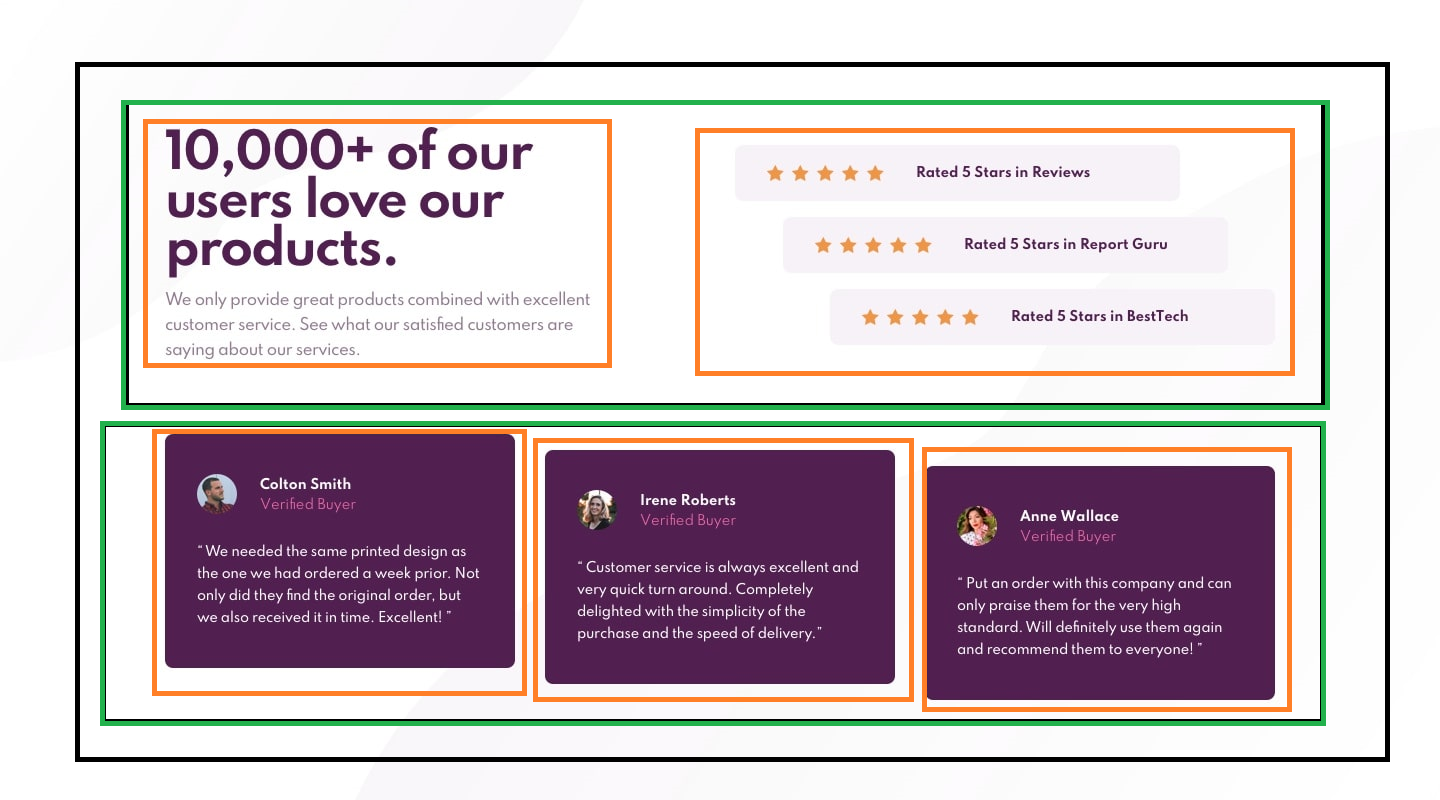 10,000+ of our
users love our
products.
We only provide great products combined with excellent
customer service. See what our satisfied customers are
saying about our services.
Rated 5 Stars in Reviews
Rated 5 Stars in Report Guru
Rated 5 Stars in BestTech
Colton Smith
Verified Buyer
“ We needed the same printed design as
the one we had ordered a week prior. Not
only did they find the original order, but
we also received it in time. Excellent! ”
Irene Roberts
Verified Buyer
“ Customer service is always excellent and
very quick turn around. Completely
delighted with the simplicity of the
purchase and the speed of delivery. ”
Anne Wallace
Verified Buyer
“ Put an order with this company and can
only praise them for the very high
standard. Will definitely use them again
and recommend them to everyone! ”